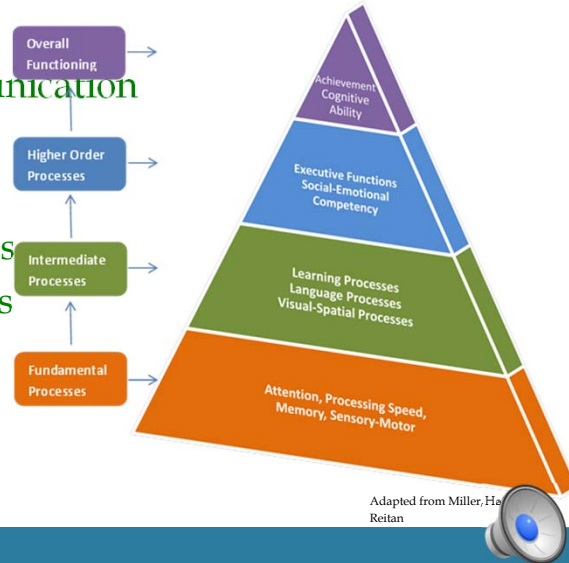 Overall
Functioning
Higher Order
Processes
Intermediate
Processes
Fundamental
Processes
Achievement
Cognitive
Ability
Executive Functions
Social-Emotional
Competency
Learning Processes
Language Processes
Visual-Spatial Processes
Attention, Processing Speed,
Memory, Sensory-Motor
Adapted from Miller,
Reitan